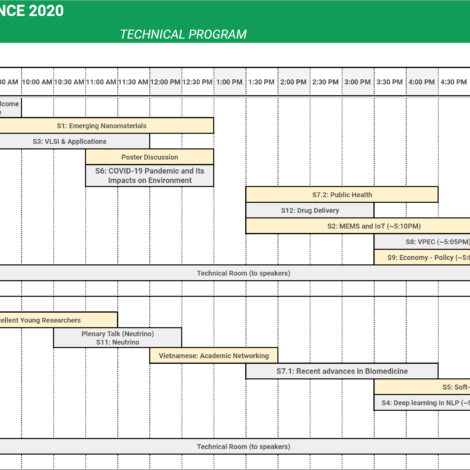 NCE 2020
TECHNICAL PROGRAM
00 AM 10:00 AM 10:30 AM 11:00 AM 11:30 AM 12:00 PM 12:30 PM 1:00 PM 1:30 PM 2:00 PM 2:30 PM 3:00 PM 3:30 PM 4:00 PM 4:30 PM
lcome
S1: Emerging Nanomaterials
S3: VLSI & Applications
Poster Discussion
S6: COVID-19 Pandemic and Its
Impacts on Environment
S7.2: Public Health
S12: Drug Delivery
S2: MEMS and IoT (~5:10PM)
S8: VPEC (~5:05PM)
S9: Economy - Policy (~5:0
Technical Room (to speakers)
cellent Young Researchers
Plenary Talk (Neutrino)
S11: Neutrino
Vietnamese: Academic Networking
S7.1: Recent advances in Biomedicine
S5: Soft-
S4: Deep learning in NLP (~5
Technical Room (to speakers)